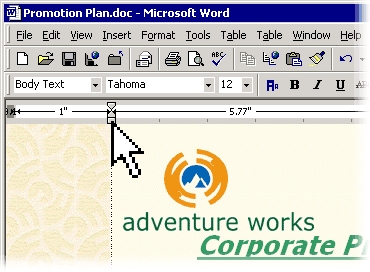 Promotion Plan.doc - Microsoft Word
File Edit View Insert Format Tools Table Window Help
Body Text Tahoma 12 B I U
1" 5.77"
adventure works
Corporate